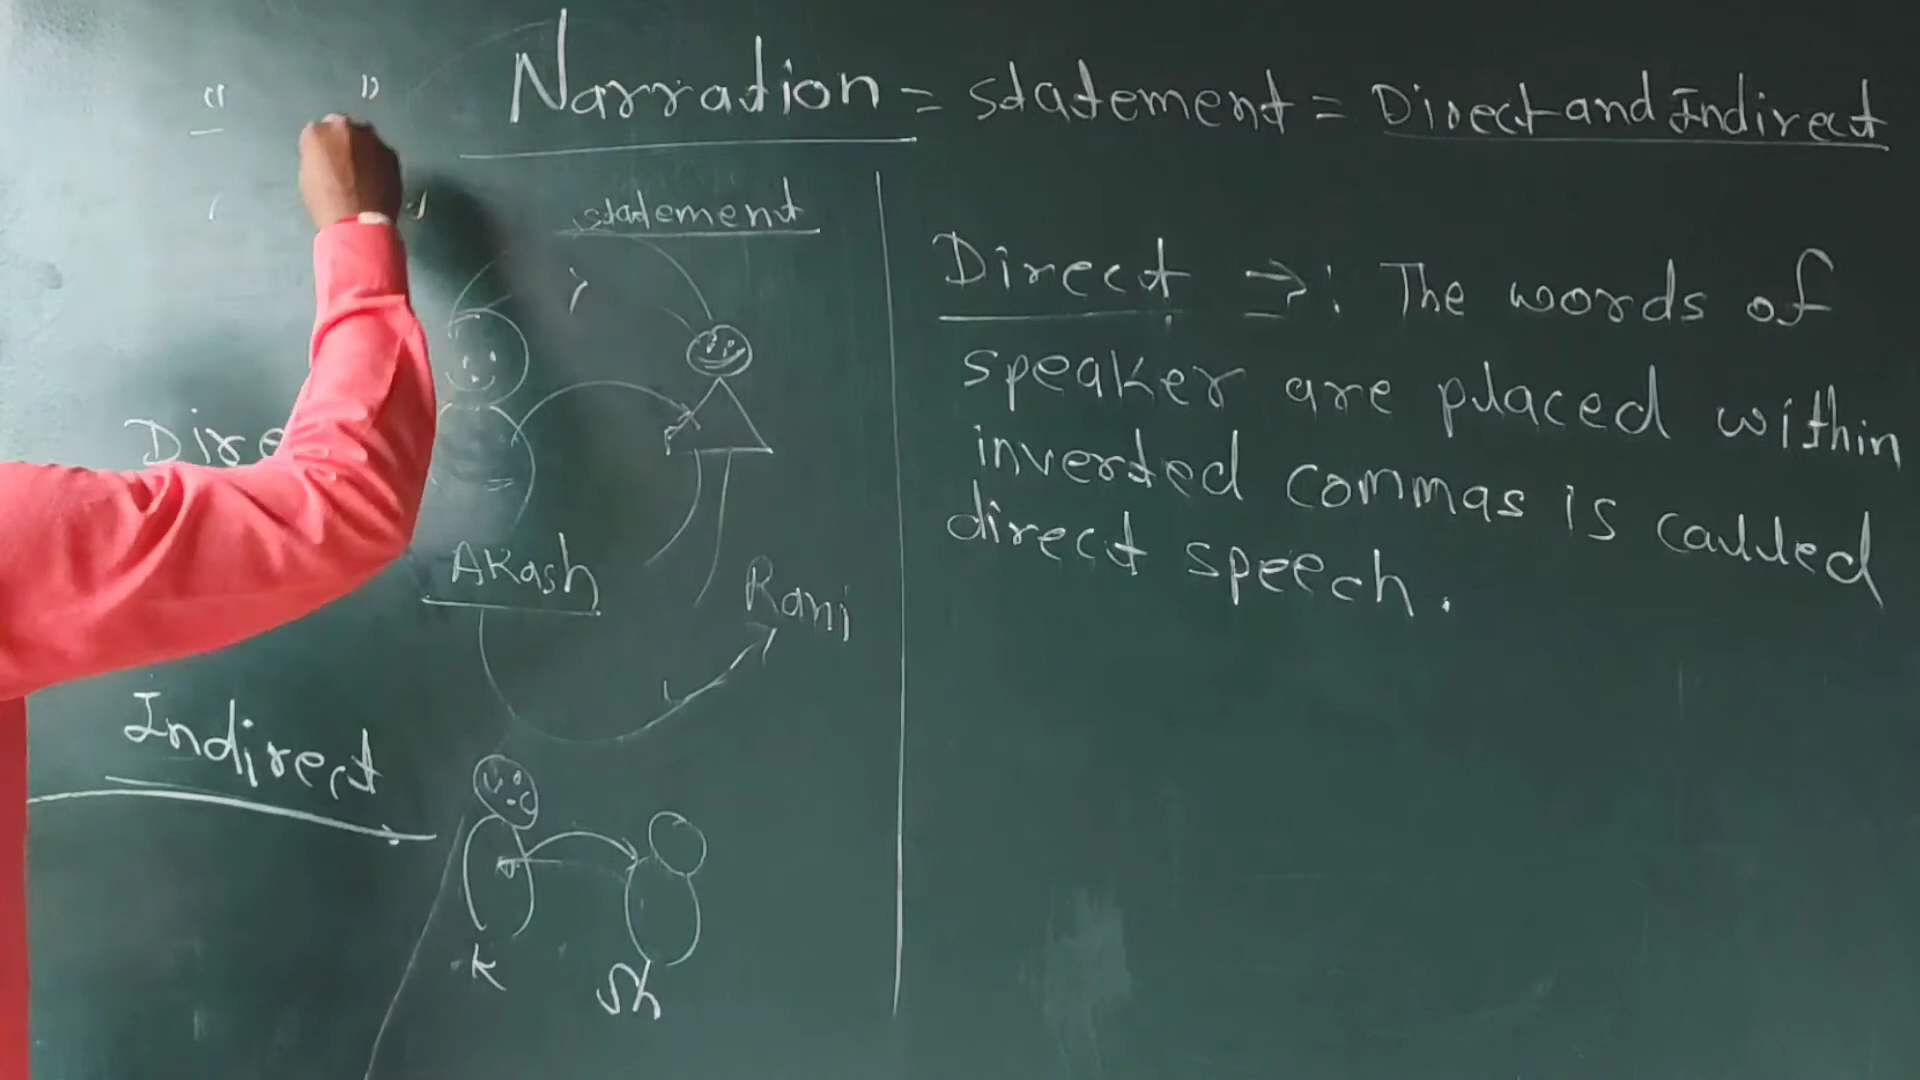 Narration = statement = Direct and Indirect
statement
Direct →: The words of
speaker are placed within
inverted commas is called
direct speech.
Akash
Rani
Indirect
K
Sh